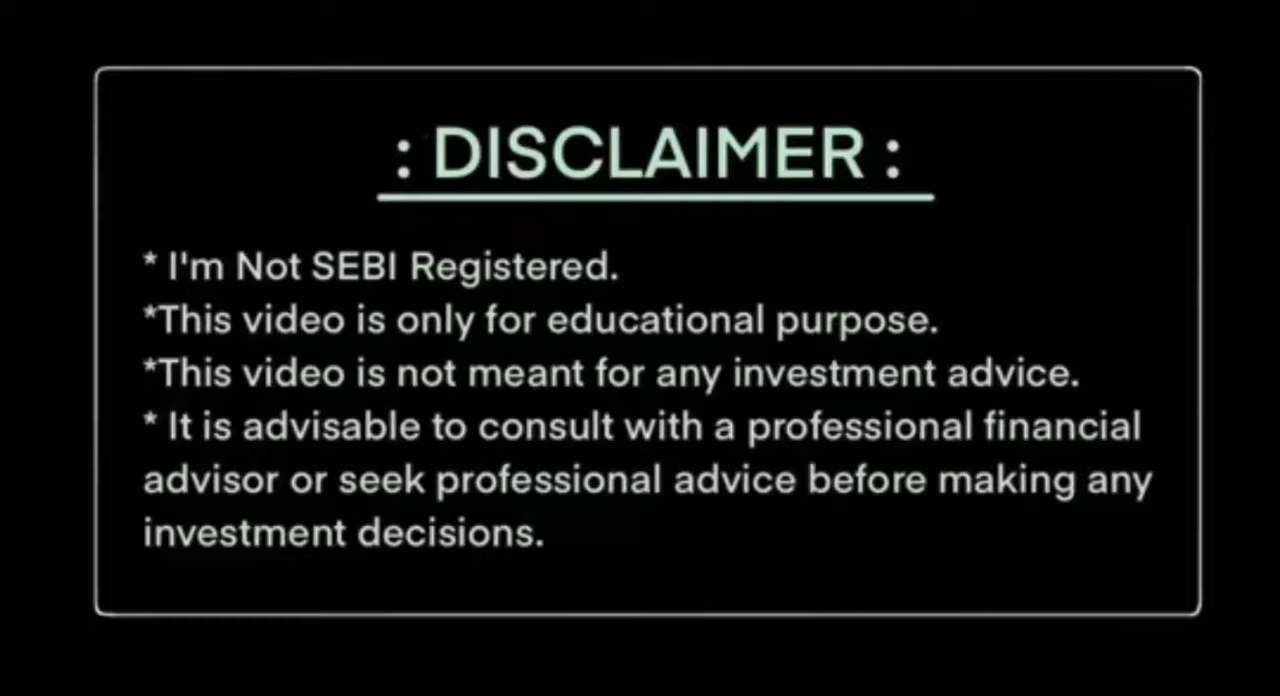 : DISCLAIMER :
* I'm Not SEBI Registered.
*This video is only for educational purpose.
*This video is not meant for any investment advice.
* It is advisable to consult with a professional financial
advisor or seek professional advice before making any
investment decisions.